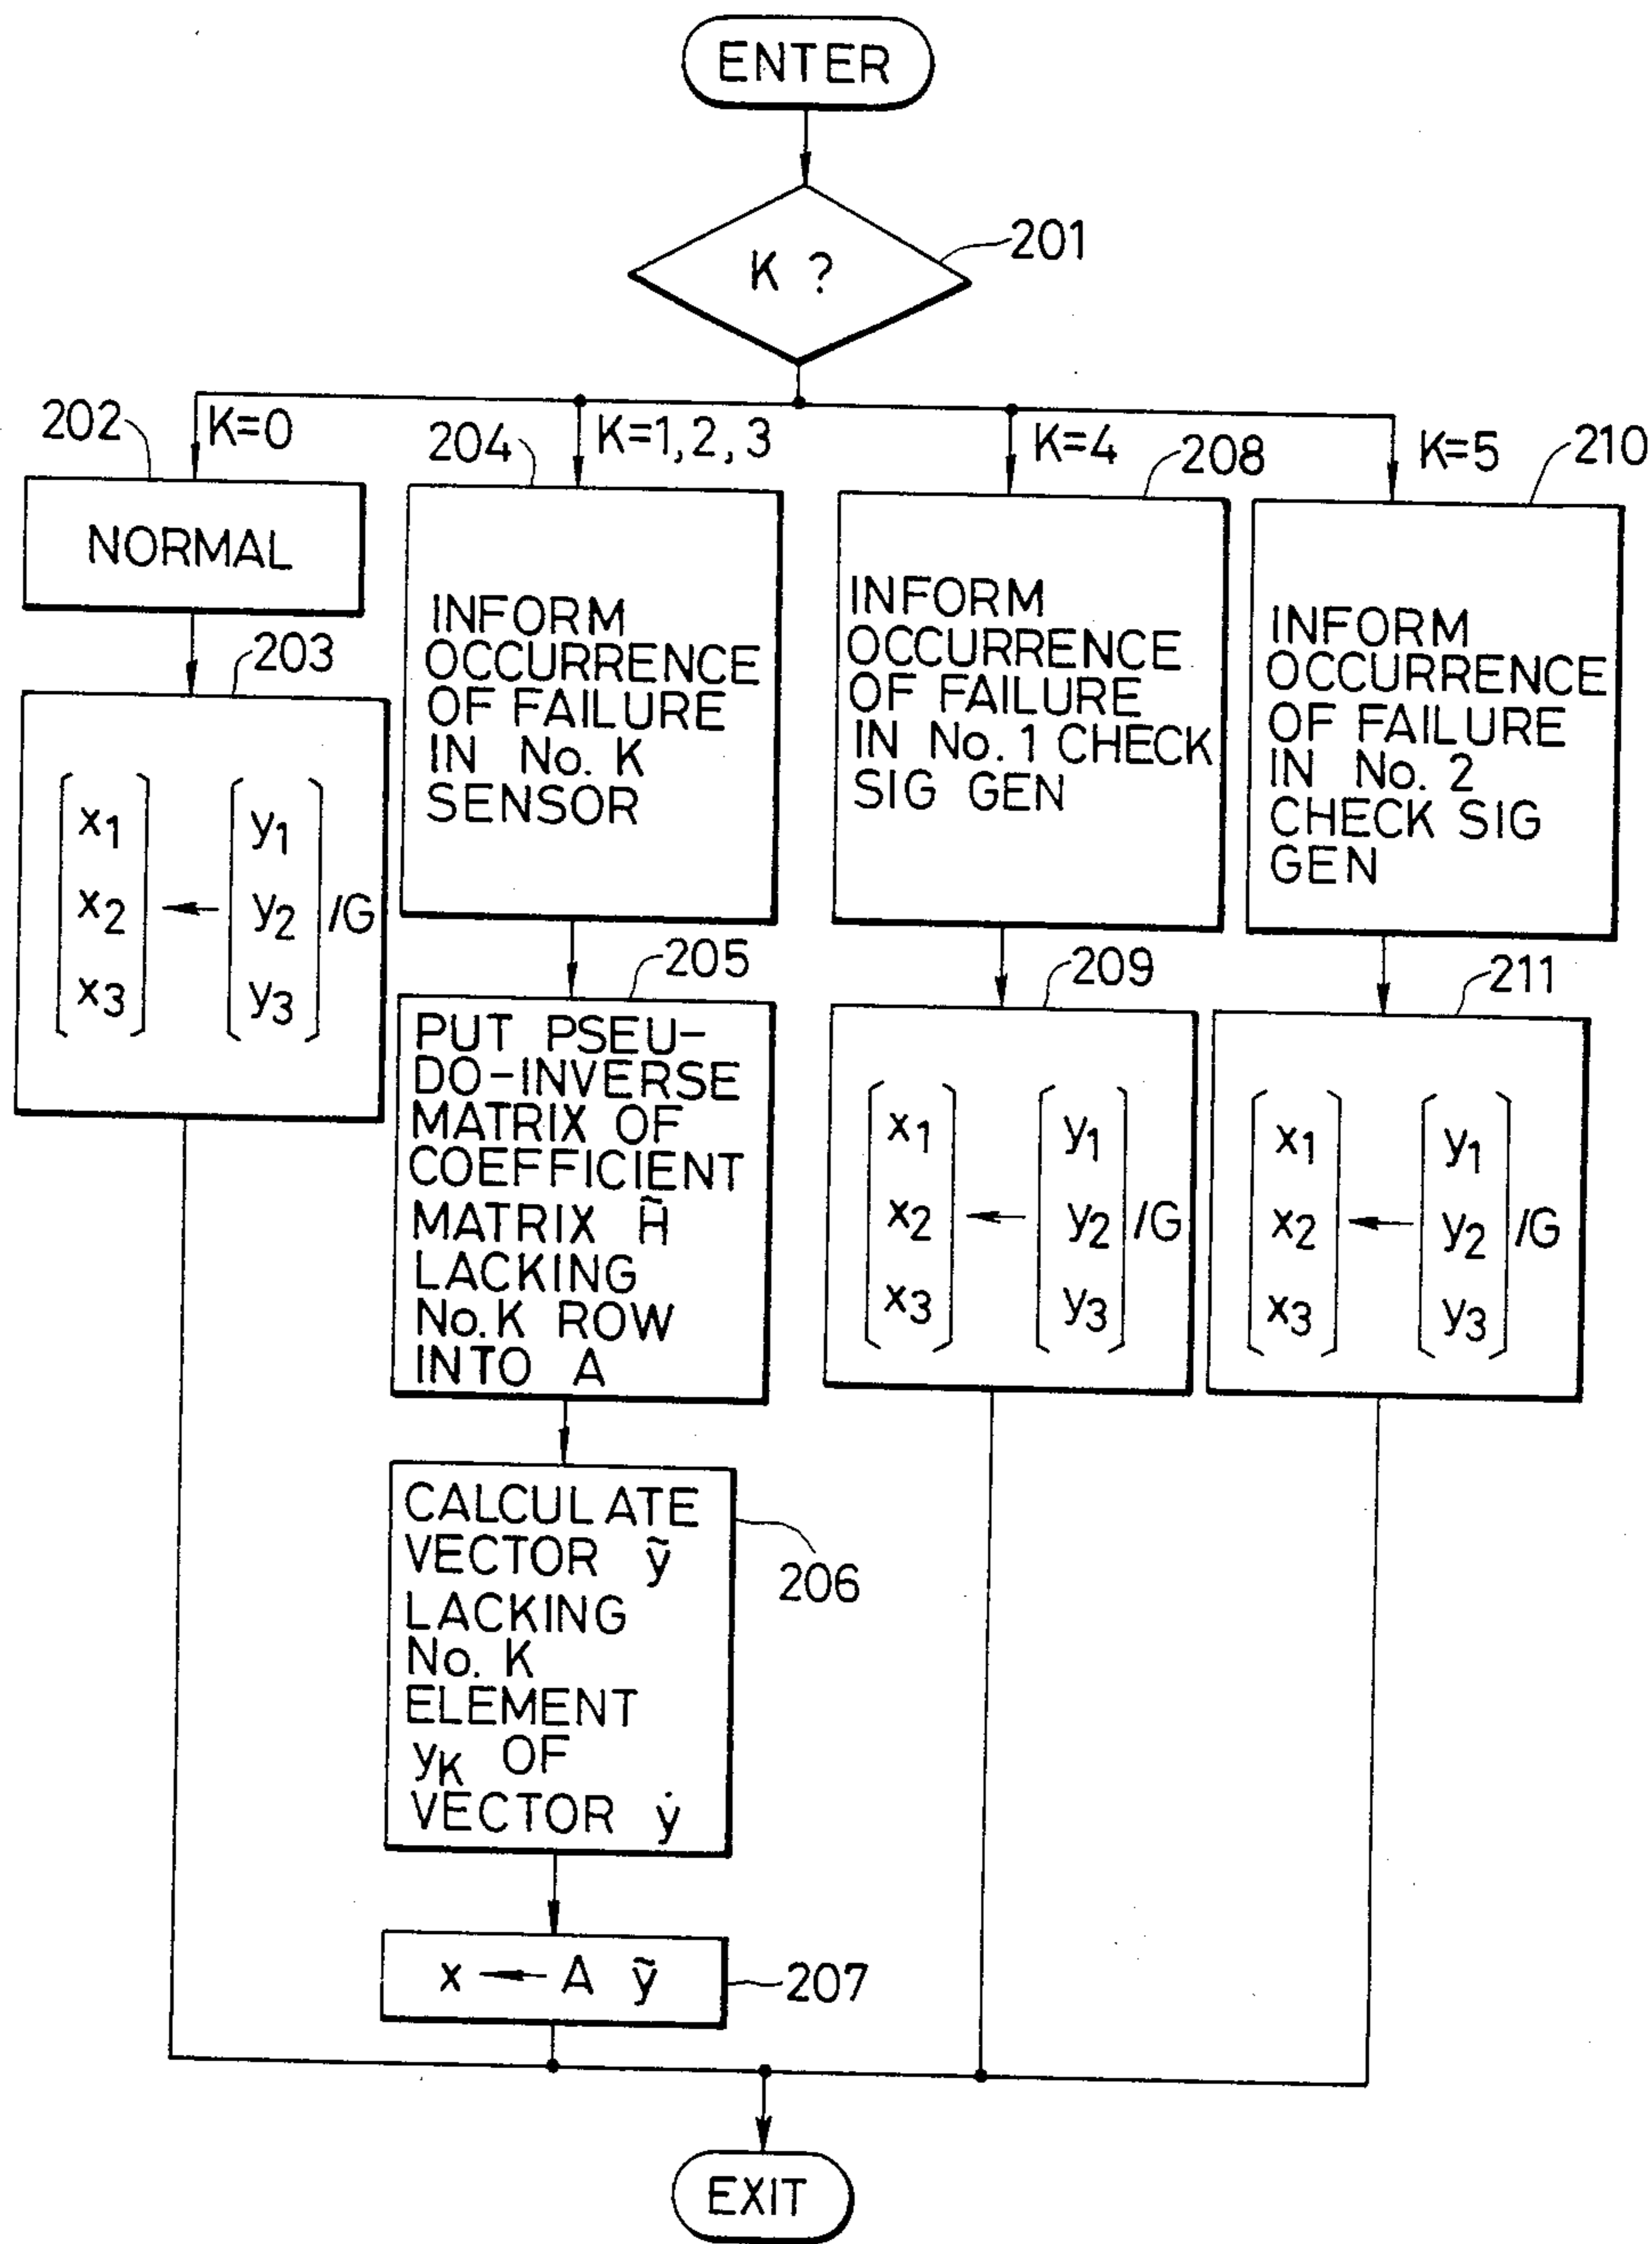 ENTER
K ?
201
K=0
202
NORMAL
203
x1
x2
x3
y1
y2
y3
/G
K=1, 2, 3
204
INFORM
OCCURRENCE
OF FAILURE
IN No. K
SENSOR
205
PUT PSEU-
DO-INVERSE
MATRIX OF
COEFFICIENT
MATRIX H̃
LACKING
No. K ROW
INTO A
206
CALCULATE
VECTOR ỹ
LACKING
No. K
ELEMENT
yK OF
VECTOR ẏ
207
x ← A ỹ
K=4
208
INFORM
OCCURRENCE
OF FAILURE
IN No. 1 CHECK
SIG GEN
209
x1
x2
x3
y1
y2
y3
/G
K=5
210
INFORM
OCCURRENCE
OF FAILURE
IN No. 2
CHECK SIG
GEN
211
x1
x2
x3
y1
y2
y3
/G
EXIT